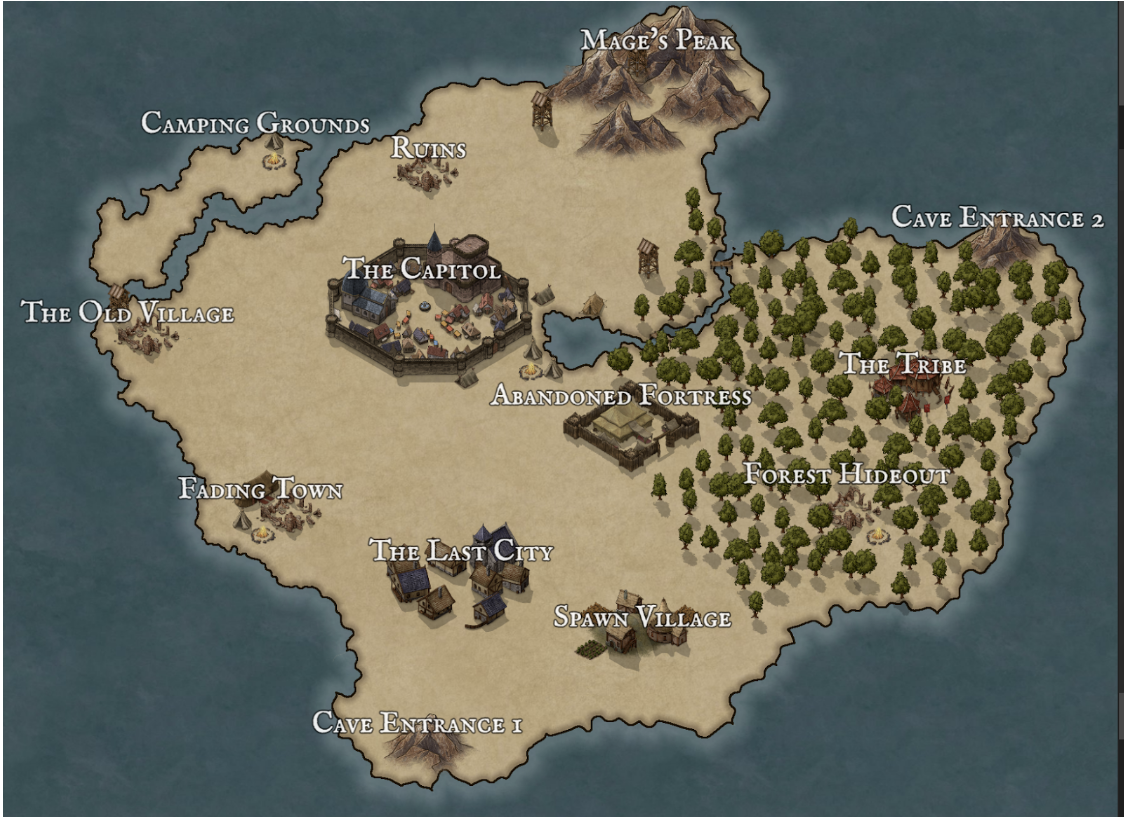 Mage's Peak
Camping Grounds
Ruins
Cave Entrance 2
The Capitol
The Old Village
The Tribe
Abandoned Fortress
Forest Hideout
Fading Town
The Last City
Spawn Village
Cave Entrance 1